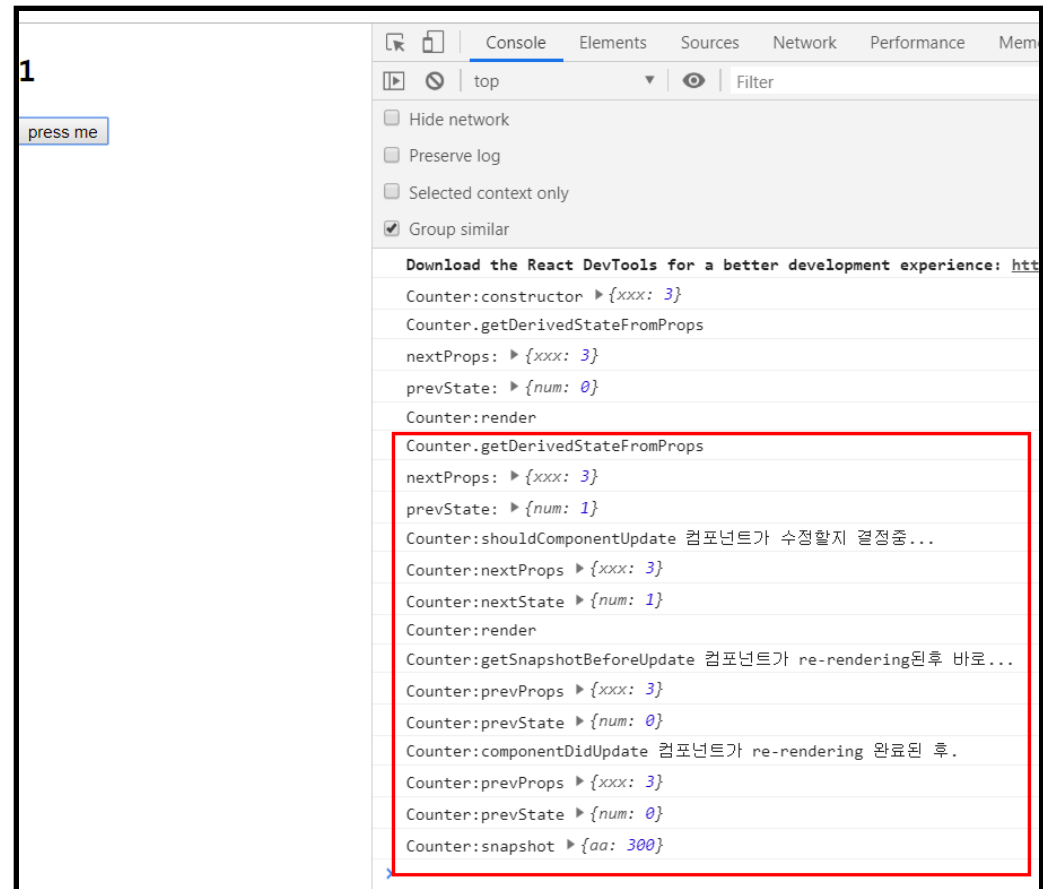 1
press me
Console Elements Sources Network Performance
top Filter
Hide network
Preserve log
Selected context only
Group similar
Download the React DevTools for a better development experience: htt
Counter:constructor ▶{xxx: 3}
Counter.getDerivedStateFromProps
nextProps: ▶{xxx: 3}
prevState: ▶{num: 0}
Counter:render
Counter.getDerivedStateFromProps
nextProps: ▶{xxx: 3}
prevState: ▶{num: 1}
Counter:shouldComponentUpdate 컴포넌트가 수정할지 결정중...
Counter:nextProps ▶{xxx: 3}
Counter:nextState ▶{num: 1}
Counter:render
Counter:getSnapshotBeforeUpdate 컴포넌트가 re-rendering된후 바로...
Counter:prevProps ▶{xxx: 3}
Counter:prevState ▶{num: 0}
Counter:componentDidUpdate 컴포넌트가 re-rendering 완료된 후.
Counter:prevProps ▶{xxx: 3}
Counter:prevState ▶{num: 0}
Counter:snapshot ▶{aa: 300}